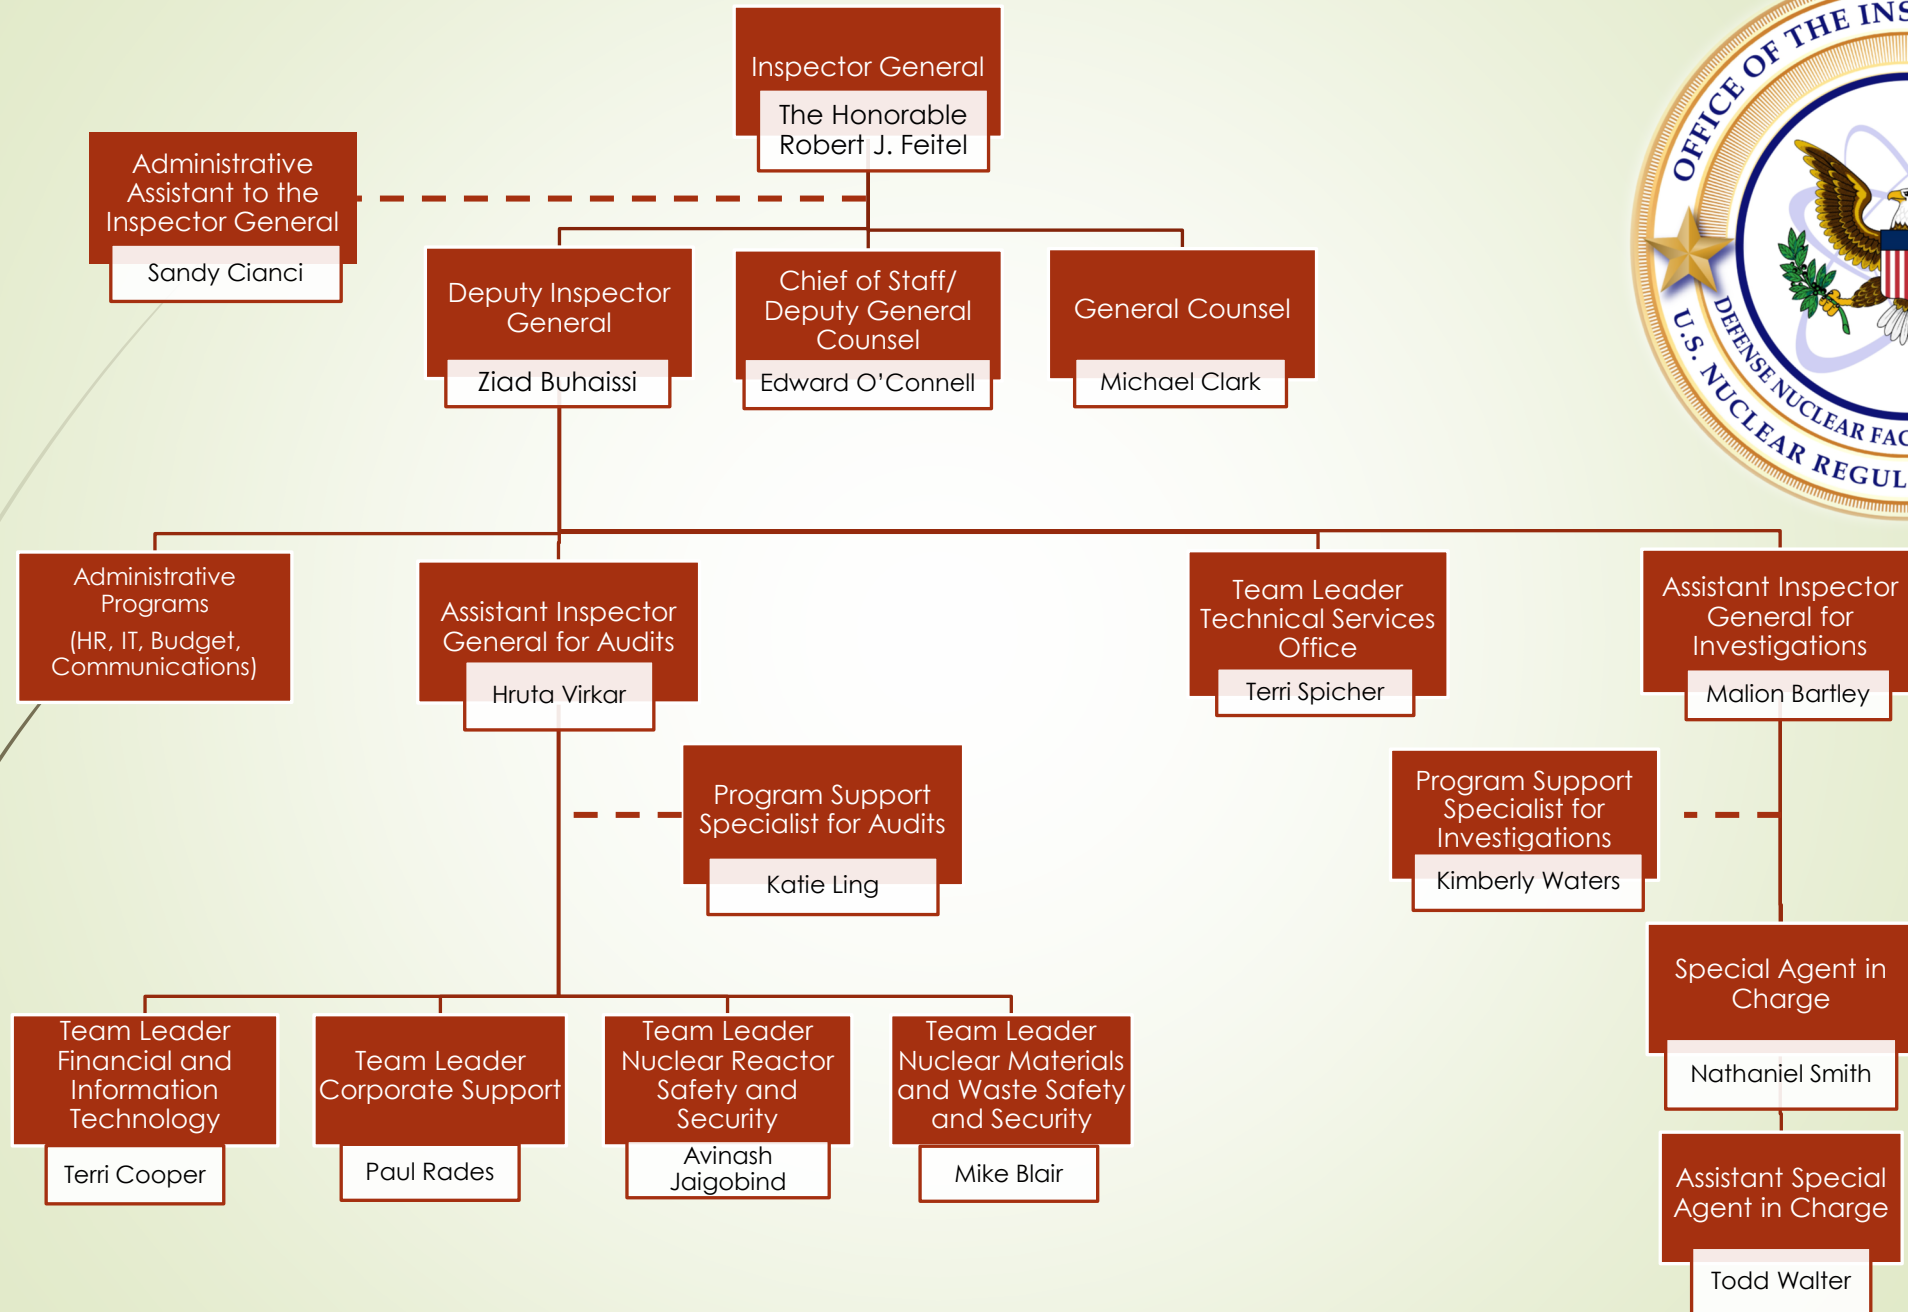 Inspector General
The Honorable
Robert J. Feitel
OFFICE OF THE
DEFENSE NUCLEAR
U.S. NUCLEAR
Administrative
Assistant to the
Inspector General
Sandy Cianci
Deputy Inspector
General
Ziad Buhaissi
Chief of Staff/
Deputy General
Counsel
Edward O’Connell
General Counsel
Michael Clark
Administrative
Programs
(HR, IT, Budget,
Communications)
Assistant Inspector
General for Audits
Hruta Virkar
Team Leader
Technical Services
Office
Terri Spicher
Assistant Inspector
General for
Investigations
Malion Bartley
Program Support
Specialist for Audits
Katie Ling
Program Support
Specialist for
Investigations
Kimberly Waters
Special Agent in
Charge
Nathaniel Smith
Team Leader
Financial and
Information
Technology
Terri Cooper
Team Leader
Corporate Support
Paul Rades
Team Leader
Nuclear Reactor
Safety and
Security
Avinash
Jaigobind
Team Leader
Nuclear Materials
and Waste Safety
and Security
Mike Blair
Assistant Special
Agent in Charge
Todd Walter